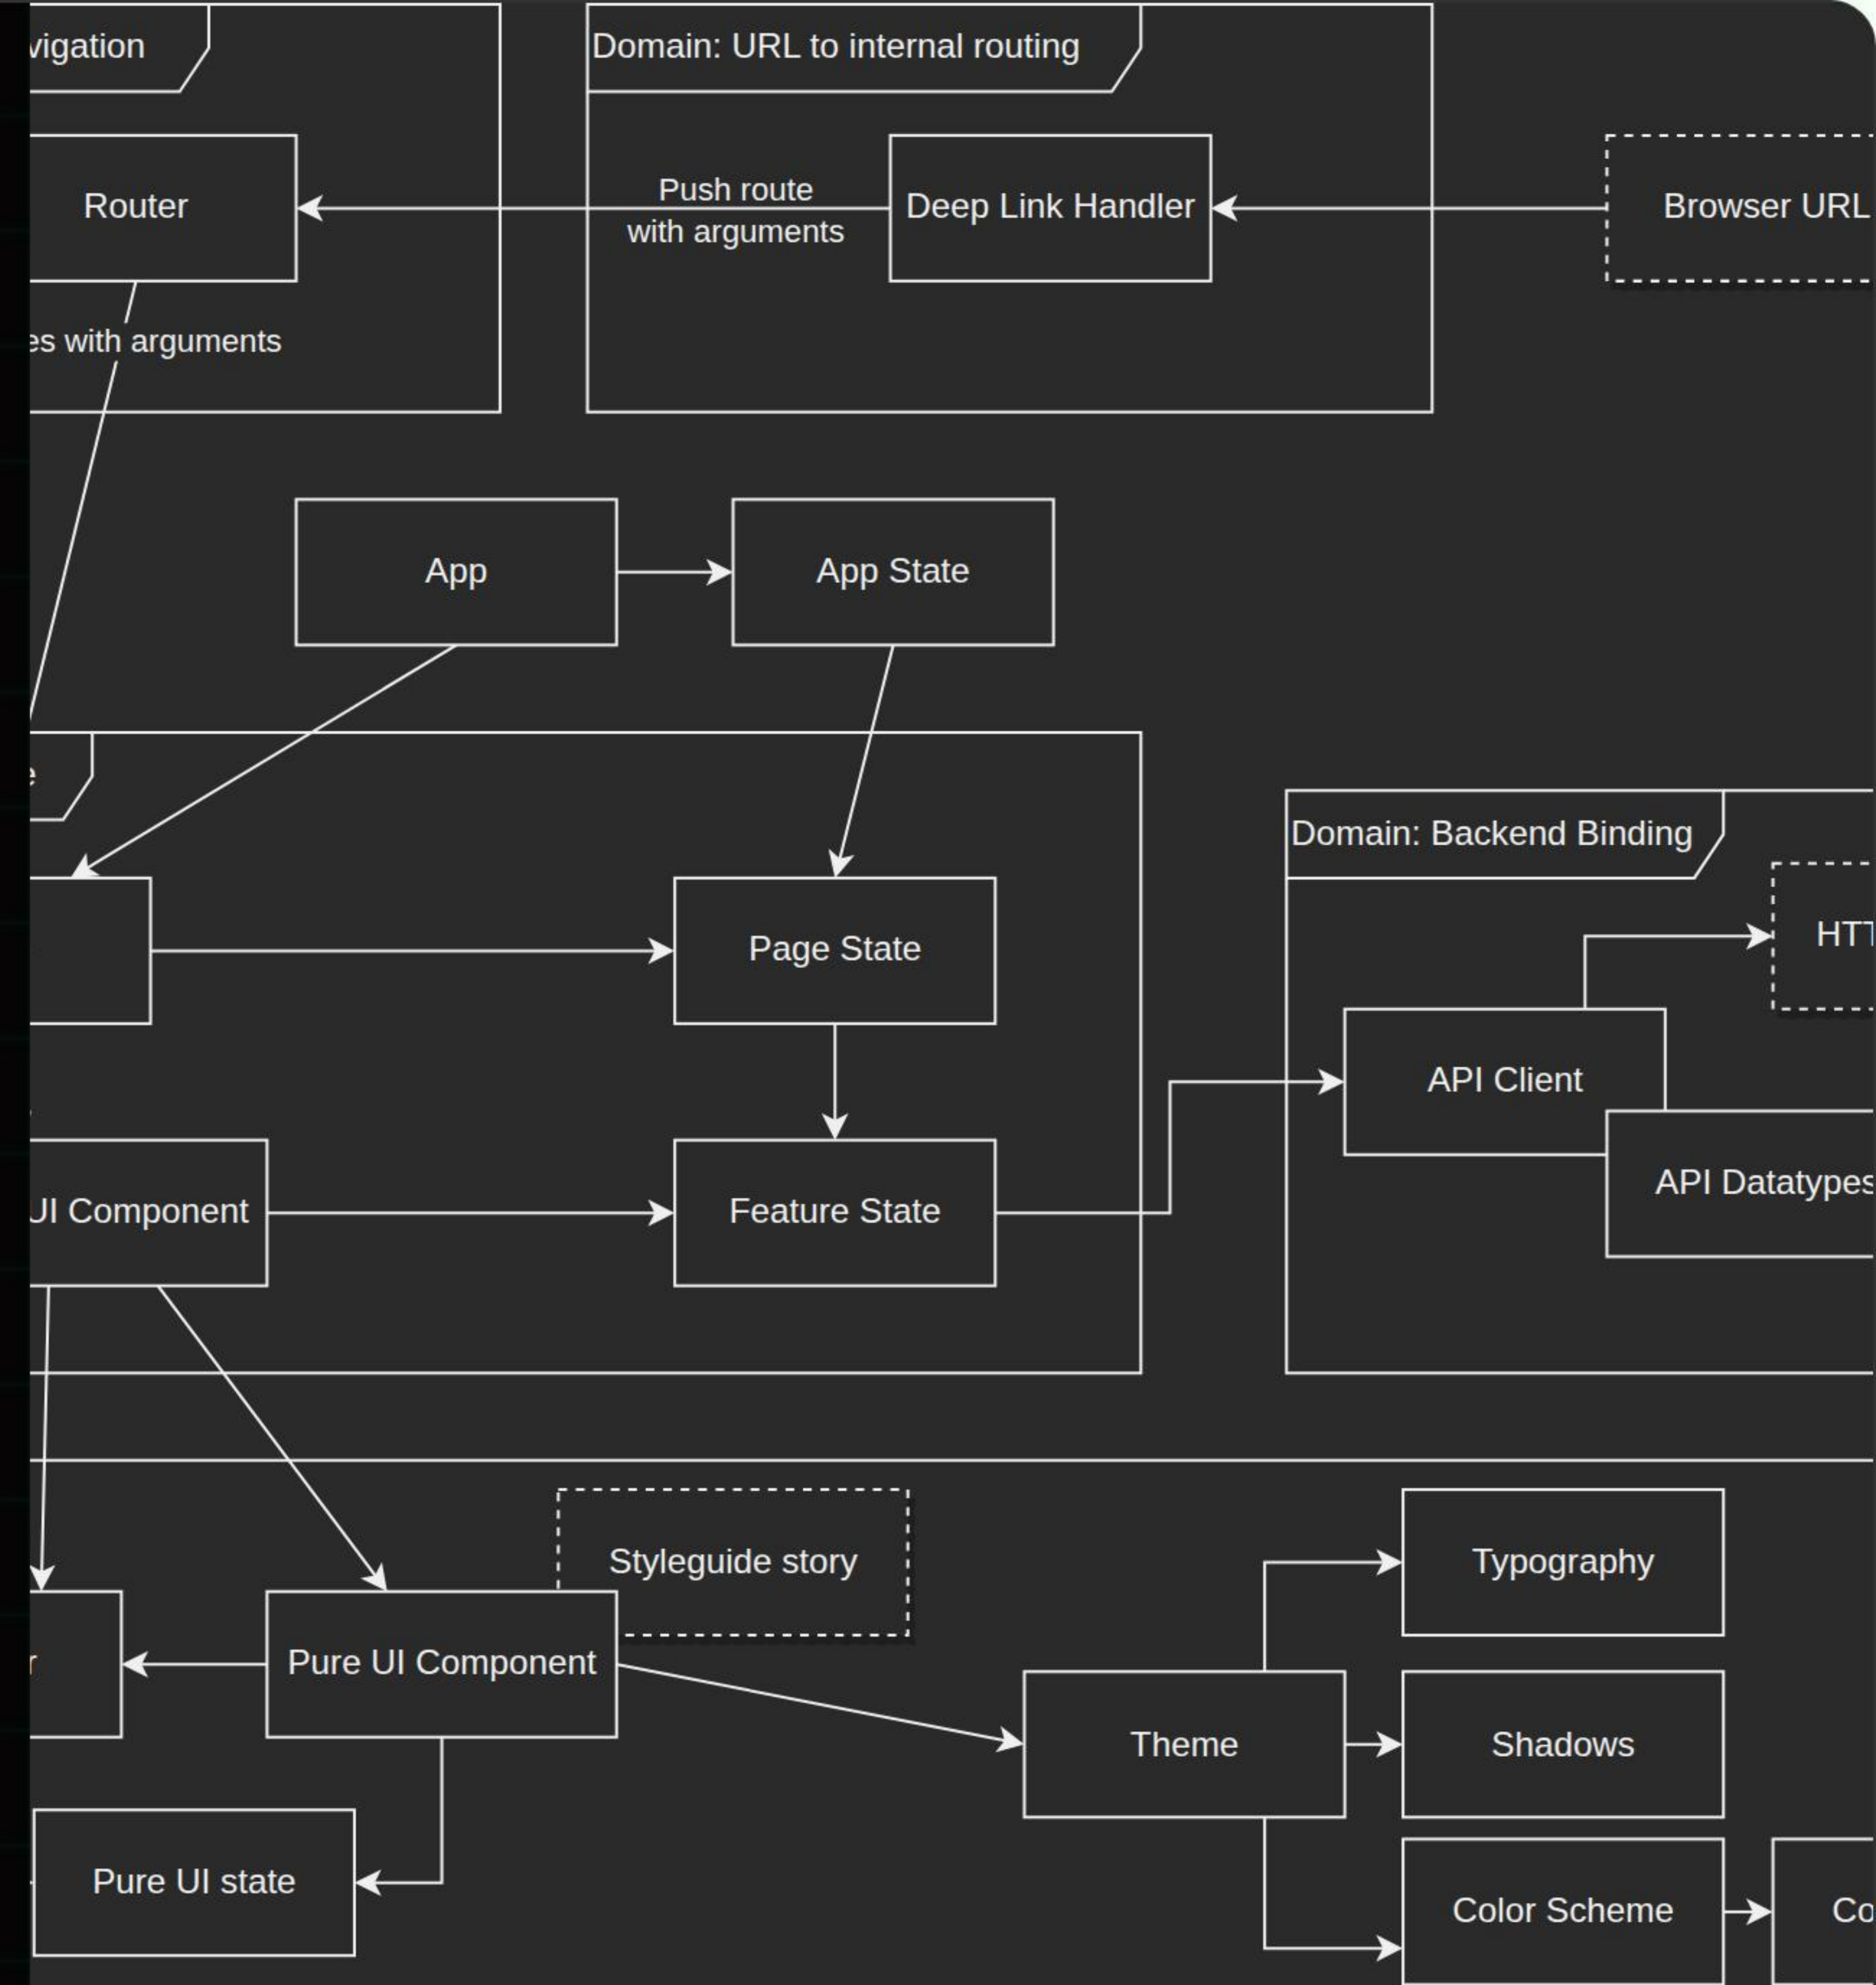 vigation
Domain: URL to internal routing
Router
Push route
with arguments
Deep Link Handler
Browser URL
es with arguments
App
App State
e
Domain: Backend Binding
Page State
API Client
API Datatypes
UI Component
Feature State
Styleguide story
Typography
r
Pure UI Component
Theme
Shadows
Pure UI state
Color Scheme
Co